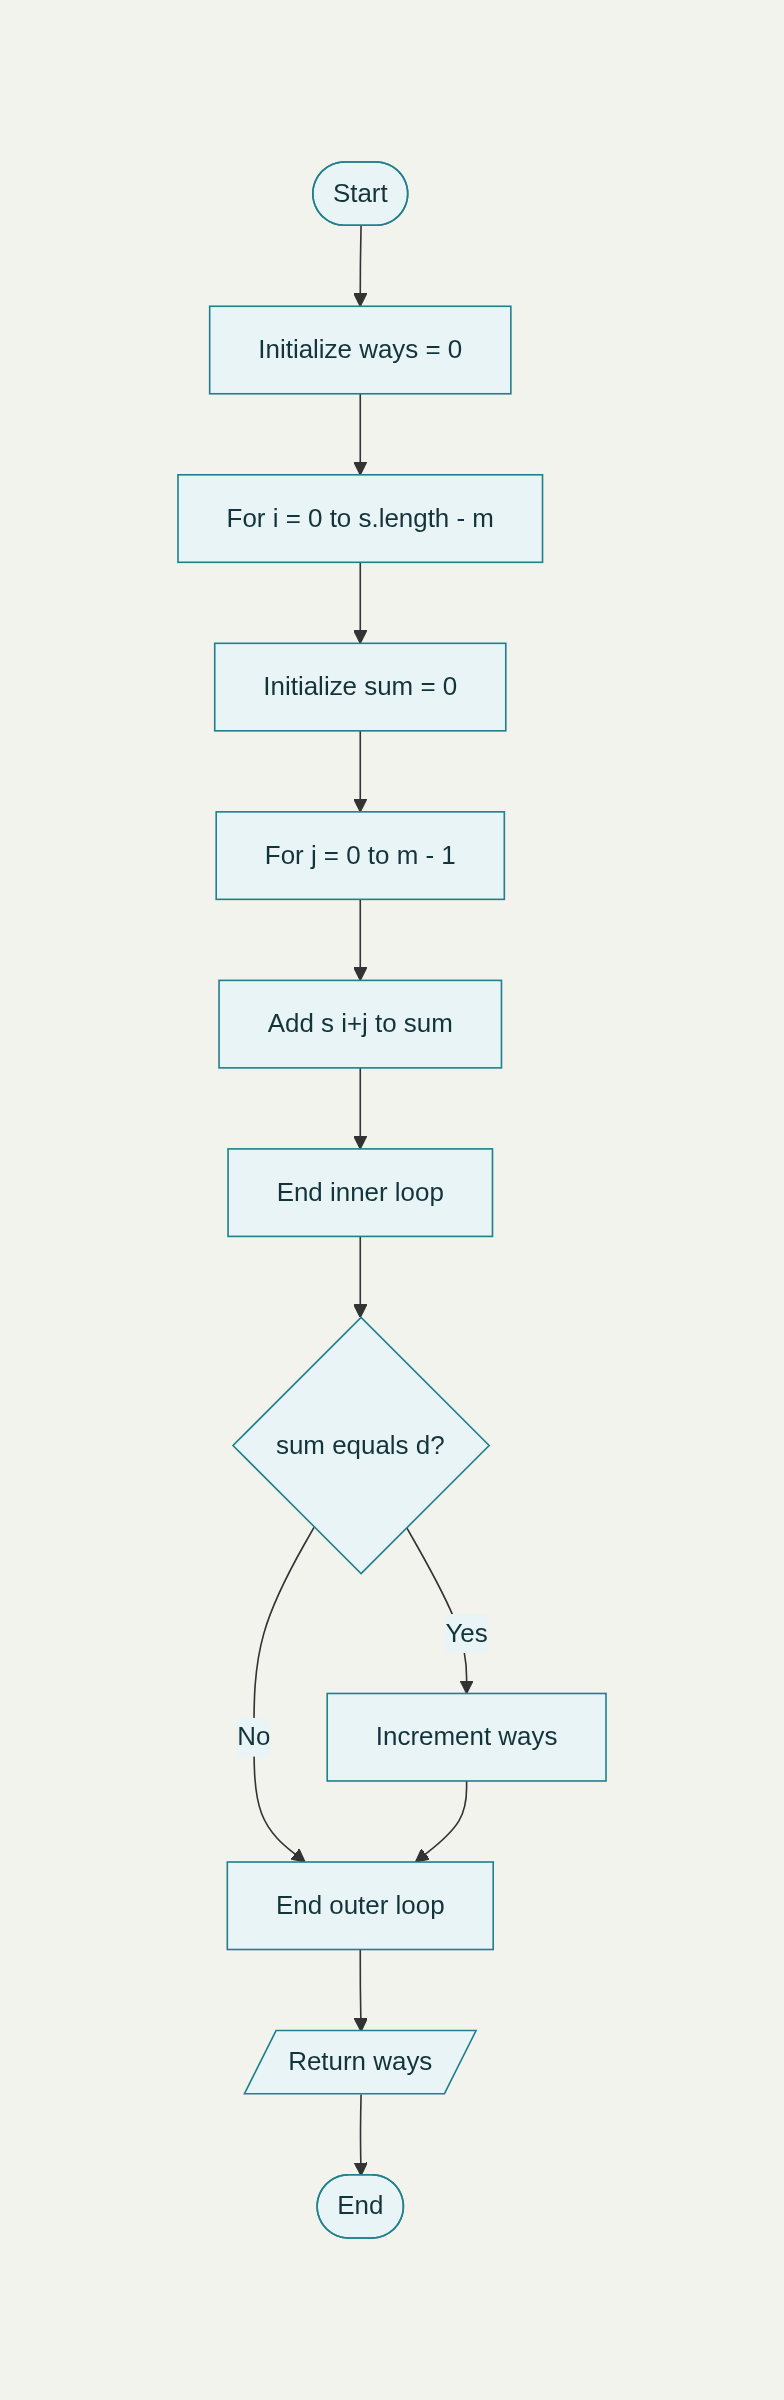 Start
Initialize ways = 0
For i = 0 to s.length - m
Initialize sum = 0
For j = 0 to m - 1
Add s i+j to sum
End inner loop
sum equals d?
Yes
No
Increment ways
End outer loop
Return ways
End